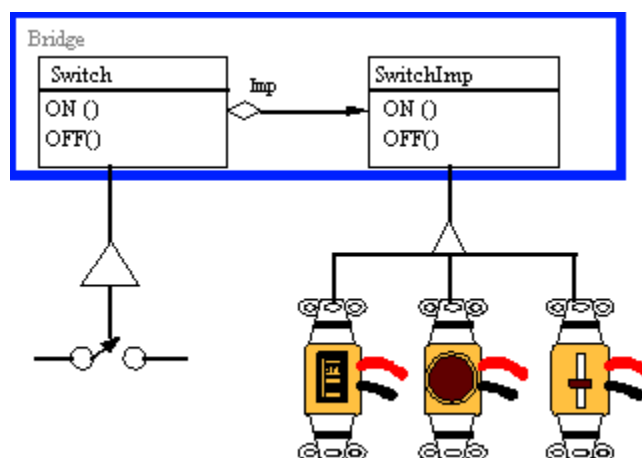 Bridge
Switch
Imp
SwitchImp
ON ()
OFF()
ON ()
OFF()